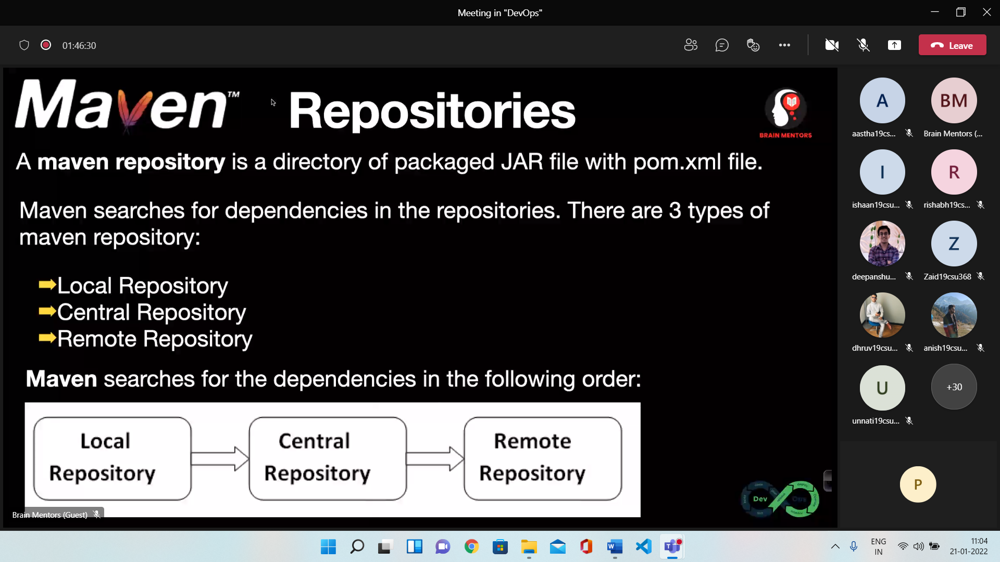 Meeting in "DevOps"
01:46:30
Leave
Maven™
Repositories
BRAIN MENTORS
A maven repository is a directory of packaged JAR file with pom.xml file.
Maven searches for dependencies in the repositories. There are 3 types of
maven repository:
Local Repository
Central Repository
Remote Repository
Maven searches for the dependencies in the following order:
Local
Repository
Central
Repository
Remote
Repository
Dev
Brain Mentors (Guest)
A
aastha19cs...
BM
Brain Mentors (...
I
ishaan19csu...
R
rishabh19cs...
deepanshu...
Z
Zaid19csu368
dhruv19csu...
anish19csu...
U
unnati19csu...
+30
P
ENG
IN
11:04
21-01-2022